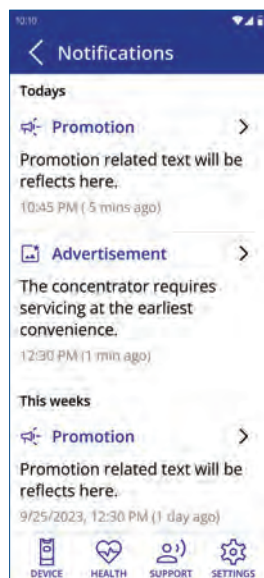 10:10
Notifications
Todays
Promotion
Promotion related text will be
reflects here.
10:45 PM ( 5 mins ago)
Advertisement
The concentrator requires
servicing at the earliest
convenience.
12:30 PM (1 min ago)
This weeks
Promotion
Promotion related text will be
reflects here.
9/25/2023, 12:30 PM (1 day ago)
DEVICE HEALTH SUPPORT SETTINGS